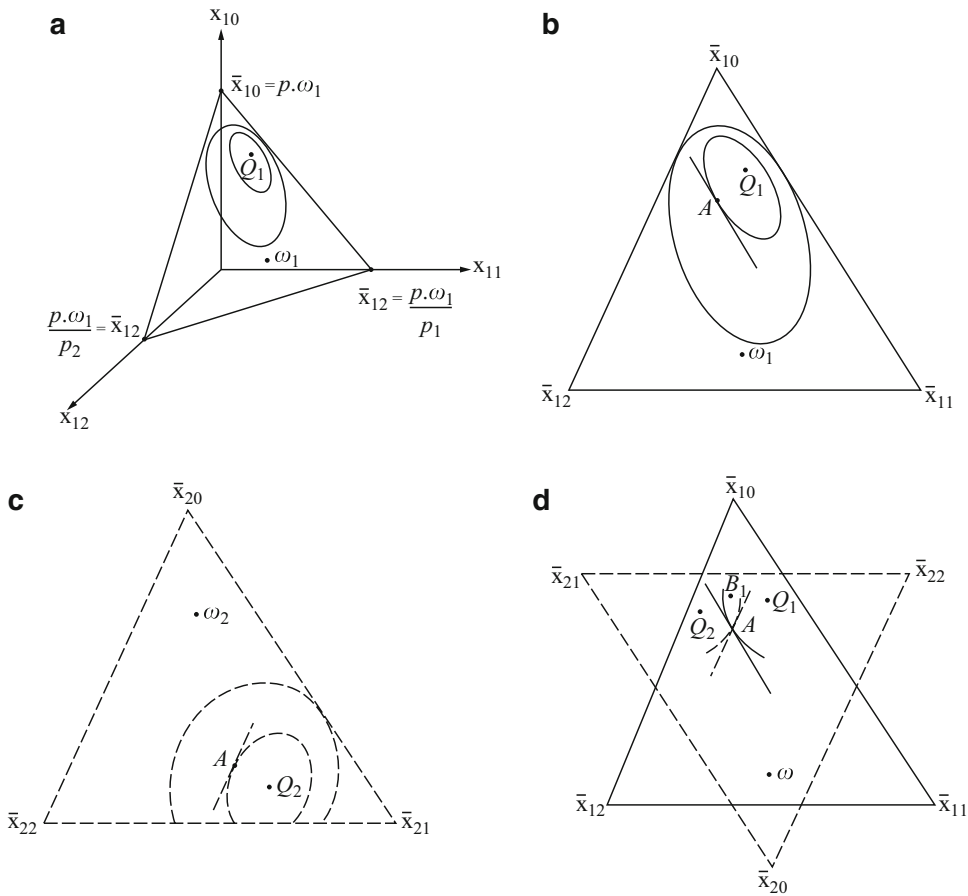 a
x₁₀
x̄₁₀ = p.ω₁
Q₁
ω₁
x₁₁
x̄₁₂ = p.ω₁/p₁
p.ω₁/p₂ = x̄₁₂
x₁₂
b
x̄₁₀
Q₁
A
ω₁
x̄₁₂
x̄₁₁
c
x̄₂₀
ω₂
A
Q₂
x̄₂₂
x̄₂₁
d
x̄₁₀
x̄₂₁
x̄₂₂
B₁
Q₁
Q₂
A
ω
x̄₁₂
x̄₁₁
x̄₂₀